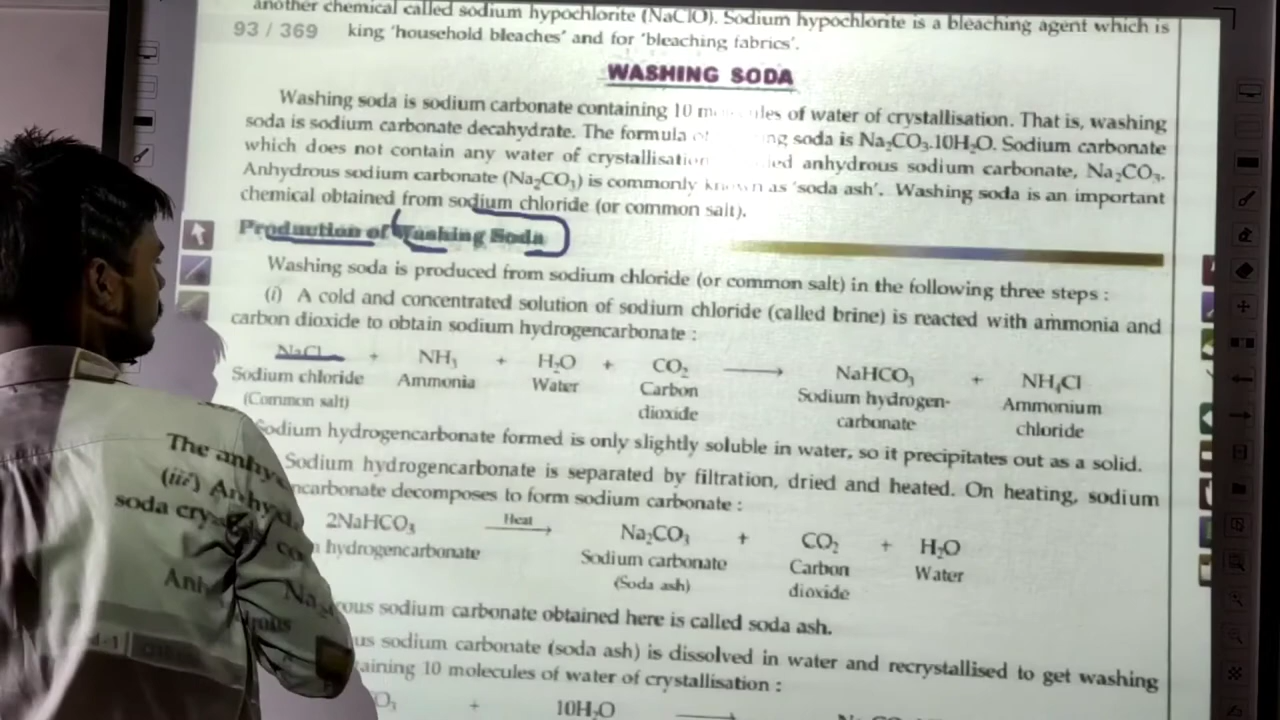 another chemical called sodium hypochlorite (NaClO). Sodium hypochlorite is a bleaching agent which is
93 / 369 king 'household bleaches' and for 'bleaching fabrics'.
WASHING SODA
Washing soda is sodium carbonate containing 10 of water of crystallisation. That is, washing
soda is sodium carbonate decahydrate. The formula soda is Na₂CO₃.10H₂O. Sodium carbonate
which does not contain any water of crystallisation anhydrous sodium carbonate, Na₂CO₃.
Anhydrous sodium carbonate (Na₂CO₃) is commonly known as 'soda ash'. Washing soda is an important
chemical obtained from sodium chloride (or common salt).
Production of Washing Soda
Washing soda is produced from sodium chloride (or common salt) in the following three steps :
(i) A cold and concentrated solution of sodium chloride (called brine) is reacted with ammonia and
carbon dioxide to obtain sodium hydrogencarbonate :
NaCl + NH₃ + H₂O + CO₂ ⟶ NaHCO₃ + NH₄Cl
Sodium chloride Ammonia Water Carbon Sodium hydrogen- Ammonium
(Common salt) dioxide carbonate chloride
Sodium hydrogencarbonate formed is only slightly soluble in water, so it precipitates out as a solid.
The Sodium hydrogencarbonate is separated by filtration, dried and heated. On heating, sodium
(iii) ncarbonate decomposes to form sodium carbonate :
soda 2NaHCO₃ Heat ⟶ Na₂CO₃ + CO₂ + H₂O
hydrogencarbonate Sodium carbonate Carbon Water
(Soda ash) dioxide
ous sodium carbonate obtained here is called soda ash.
us sodium carbonate (soda ash) is dissolved in water and recrystallised to get washing
aining 10 molecules of water of crystallisation :
+ 10H₂O ⟶